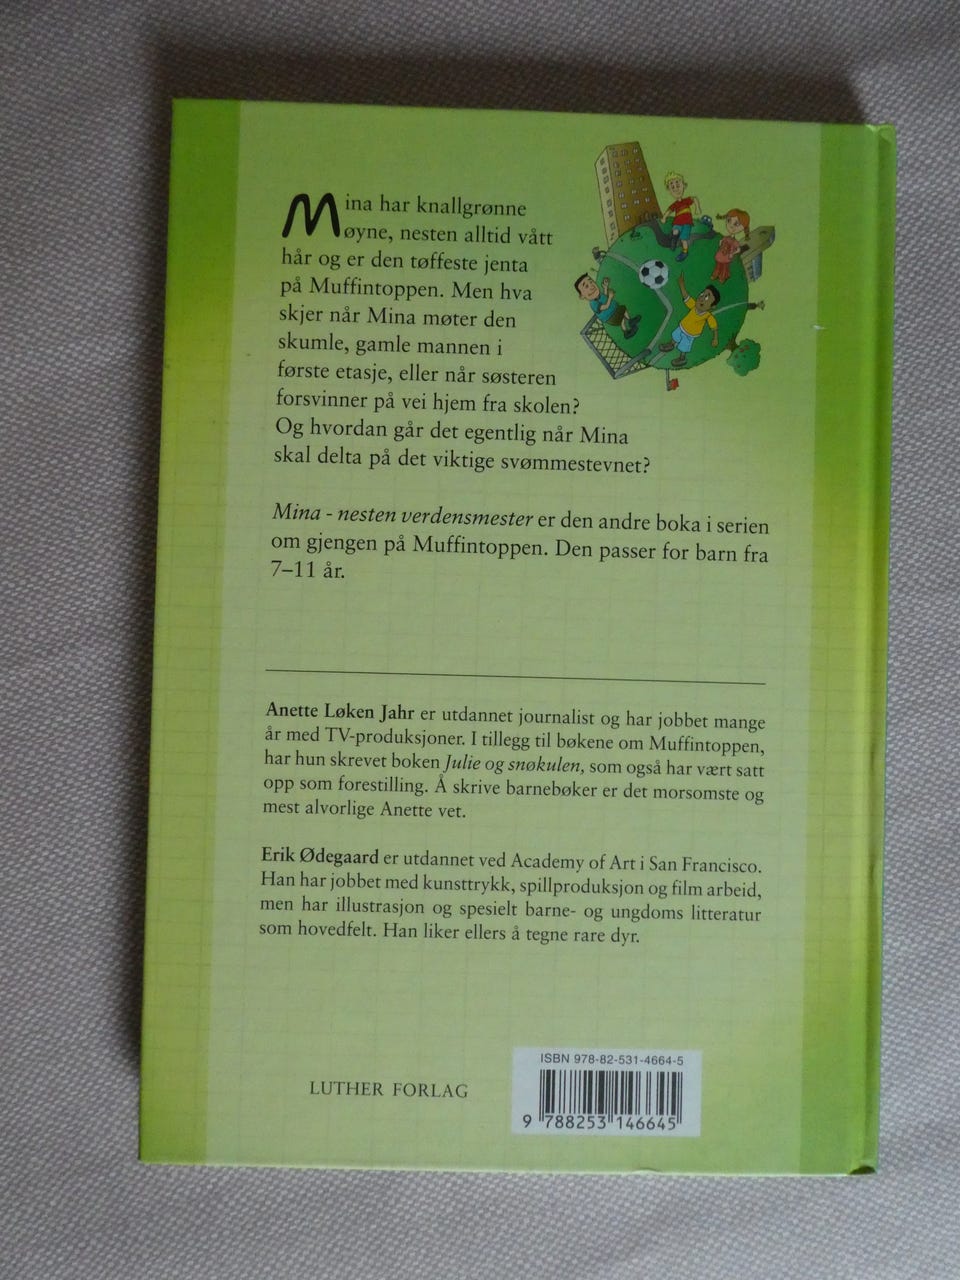 Mina har knallgrønne
øyne, nesten alltid vått
hår og er den tøffeste jenta
på Muffintoppen. Men hva
skjer når Mina møter den
skumle, gamle mannen i
første etasje, eller når søsteren
forsvinner på vei hjem fra skolen?
Og hvordan går det egentlig når Mina
skal delta på det viktige svømmestevnet?
Mina - nesten verdensmester er den andre boka i serien
om gjengen på Muffintoppen. Den passer for barn fra
7–11 år.
Anette Løken Jahr er utdannet journalist og har jobbet mange
år med TV-produksjoner. I tillegg til bøkene om Muffintoppen,
har hun skrevet boken Julie og snøkulen, som også har vært satt
opp som forestilling. Å skrive barnebøker er det morsomste og
mest alvorlige Anette vet.
Erik Ødegaard er utdannet ved Academy of Art i San Francisco.
Han har jobbet med kunsttrykk, spillproduksjon og film arbeid,
men har illustrasjon og spesielt barne- og ungdoms litteratur
som hovedfelt. Han liker ellers å tegne rare dyr.
ISBN 978-82-531-4664-5
LUTHER FORLAG
9 788253 146645